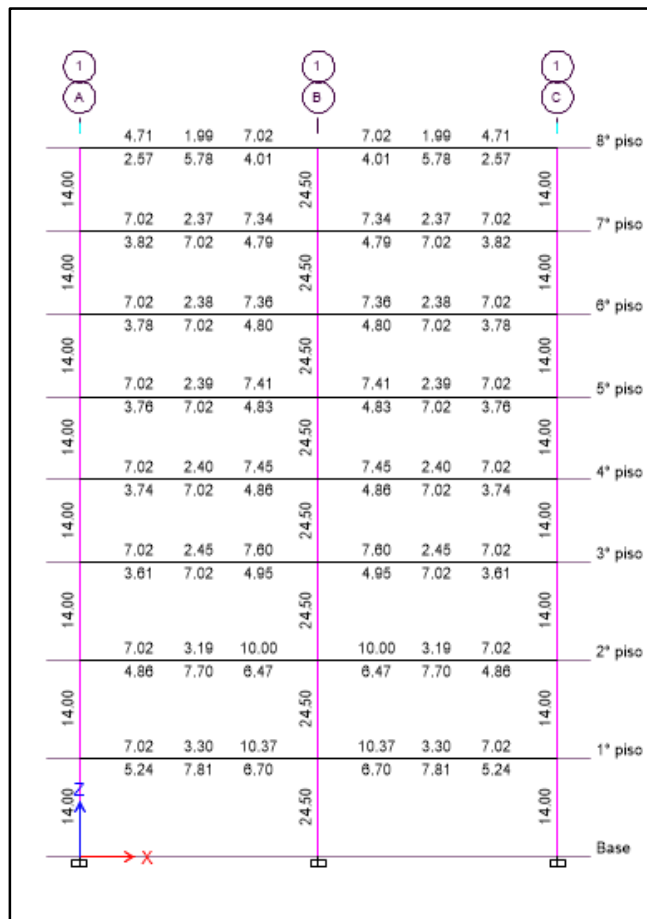 1 1 1
A B C
4.71 1.99 7.02 7.02 1.99 4.71 8° piso
2.57 5.78 4.01 4.01 5.78 2.57
14.00 24.50 14.00
7.02 2.37 7.34 7.34 2.37 7.02 7° piso
3.82 7.02 4.79 4.79 7.02 3.82
14.00 24.50 14.00
7.02 2.38 7.36 7.36 2.38 7.02 6° piso
3.78 7.02 4.80 4.80 7.02 3.78
14.00 24.50 14.00
7.02 2.39 7.41 7.41 2.39 7.02 5° piso
3.76 7.02 4.83 4.83 7.02 3.76
14.00 24.50 14.00
7.02 2.40 7.45 7.45 2.40 7.02 4° piso
3.74 7.02 4.86 4.86 7.02 3.74
14.00 24.50 14.00
7.02 2.45 7.60 7.60 2.45 7.02 3° piso
3.61 7.02 4.95 4.95 7.02 3.61
14.00 24.50 14.00
7.02 3.19 10.00 10.00 3.19 7.02 2° piso
4.86 7.70 6.47 6.47 7.70 4.86
14.00 24.50 14.00
7.02 3.30 10.37 10.37 3.30 7.02 1° piso
5.24 7.81 6.70 6.70 7.81 5.24
Z
14.00 24.50 14.00
X
Base